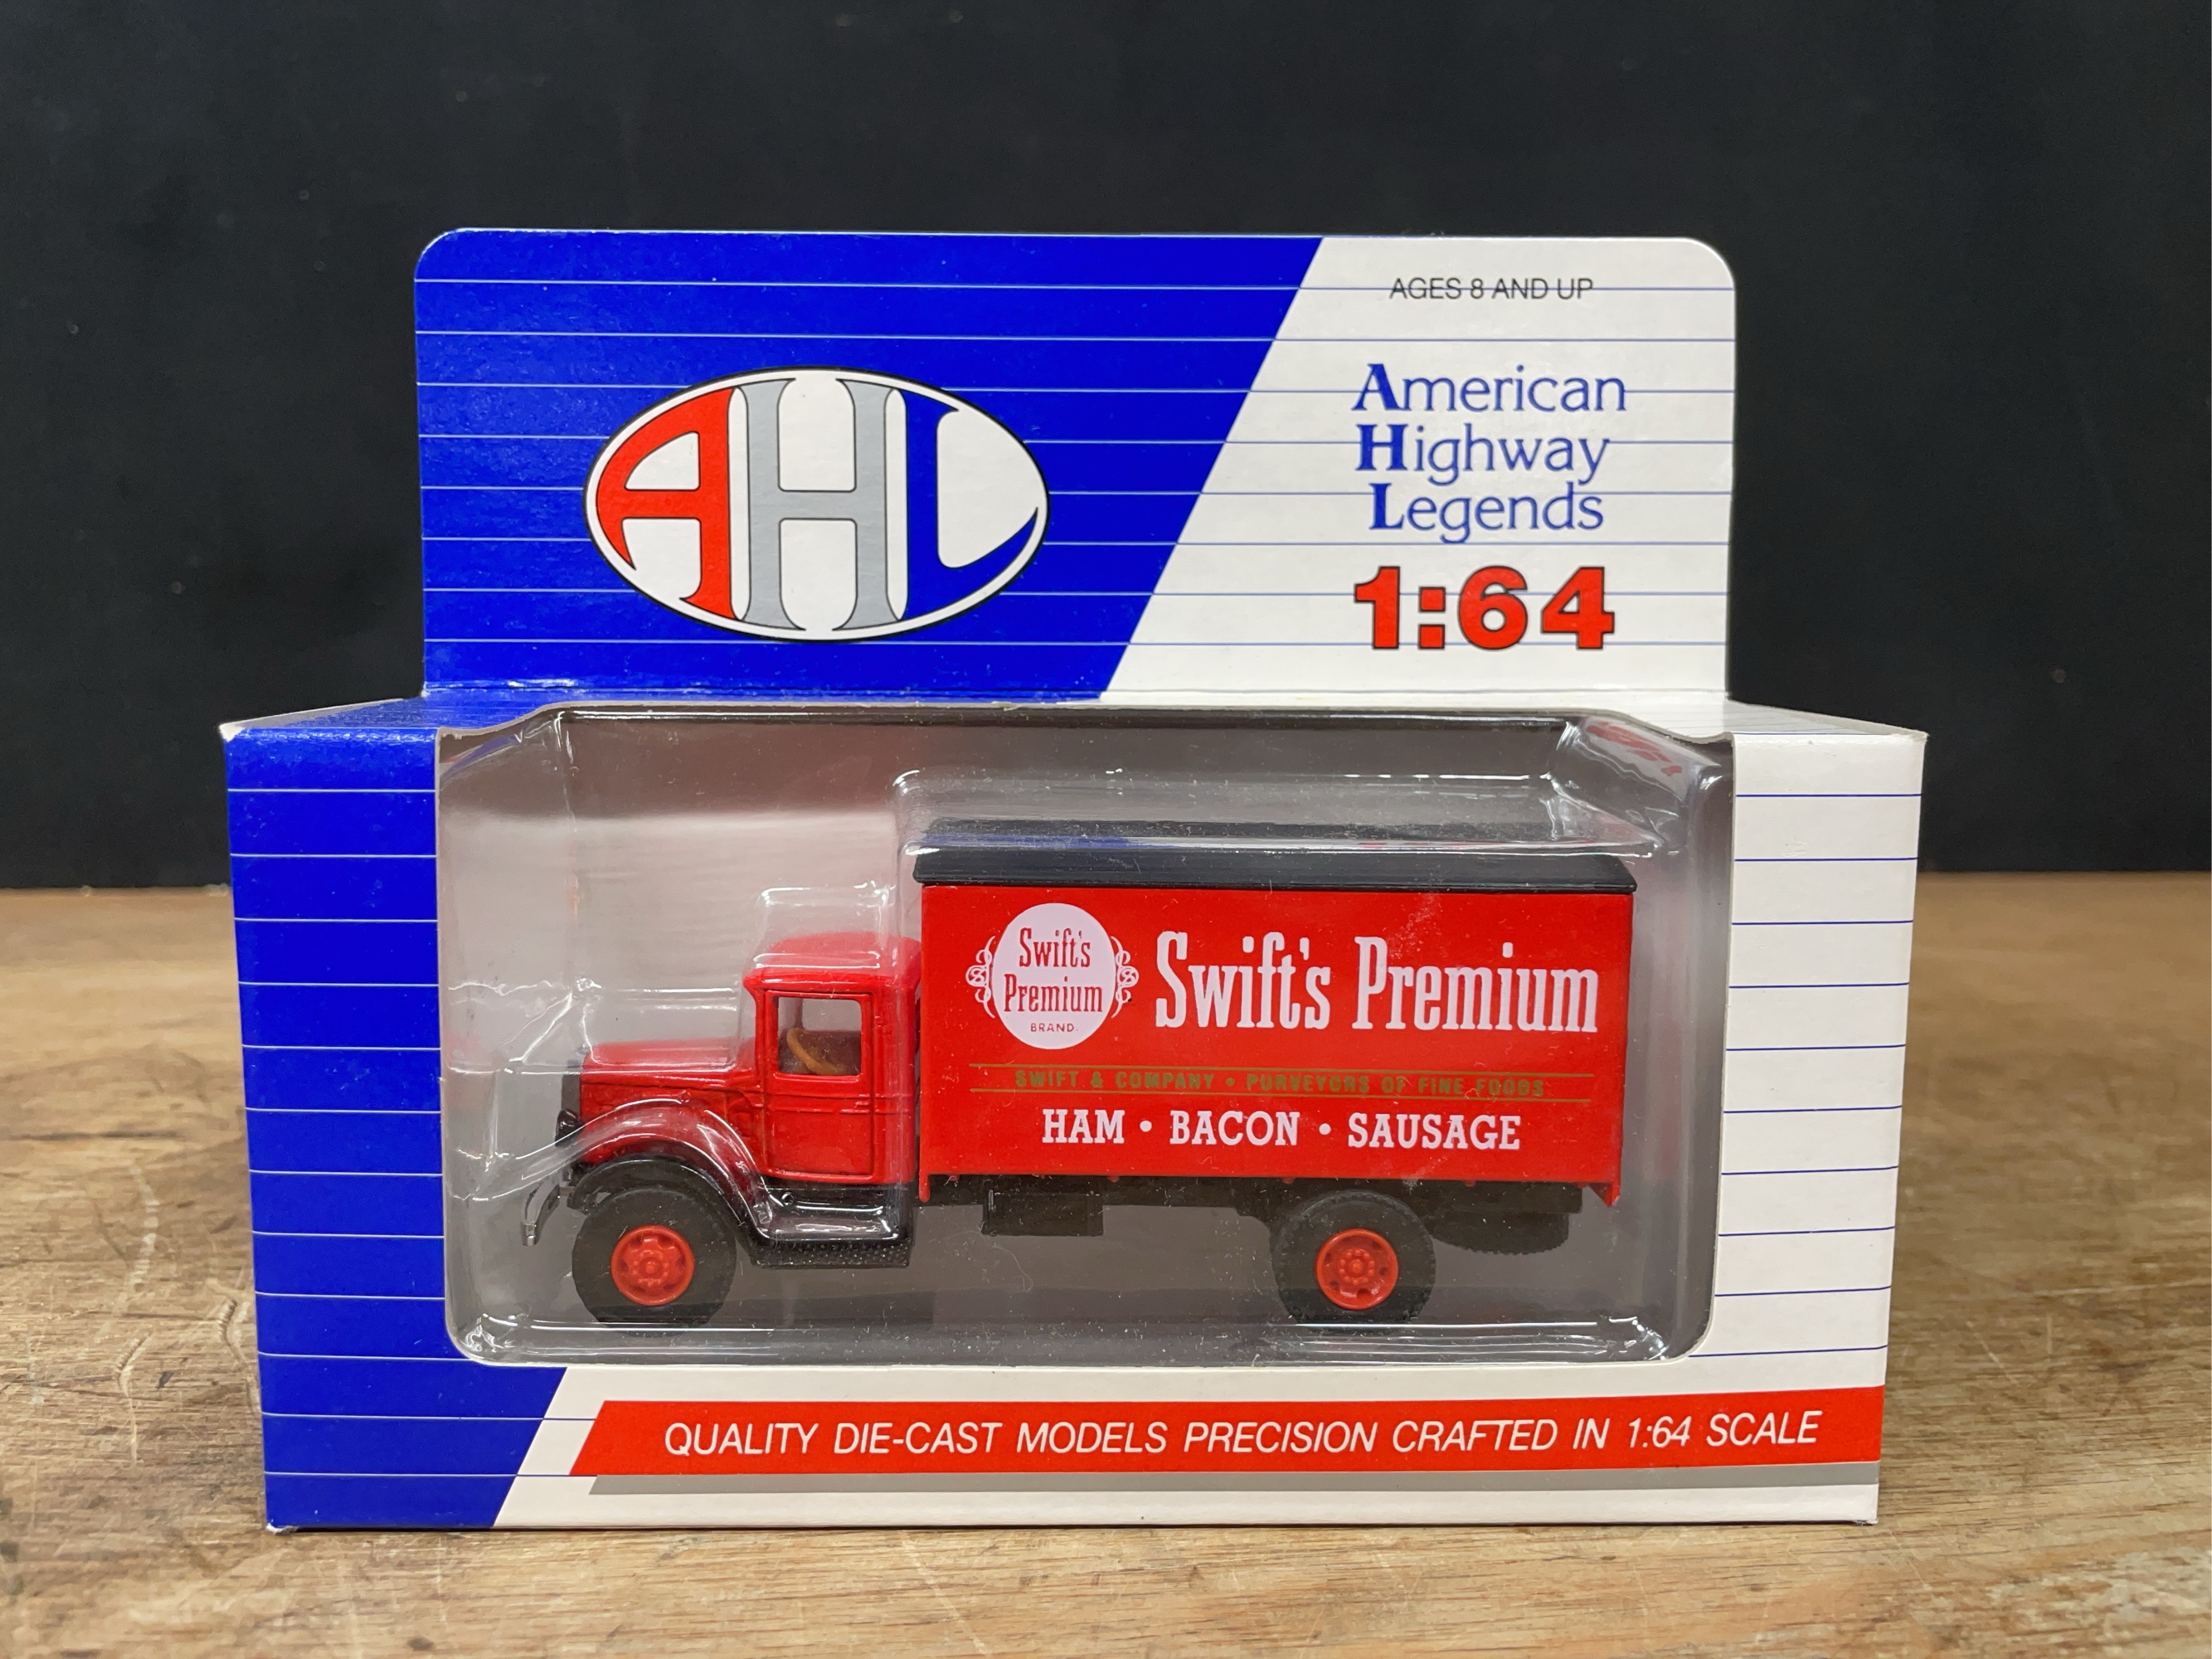 AGES 8 AND UP
AHL
American
Highway
Legends
1:64
Swift's
Premium
BRAND
Swift's Premium
SWIFT & COMPANY • PURVEYORS OF FINE FOODS
HAM • BACON • SAUSAGE
QUALITY DIE-CAST MODELS PRECISION CRAFTED IN 1:64 SCALE